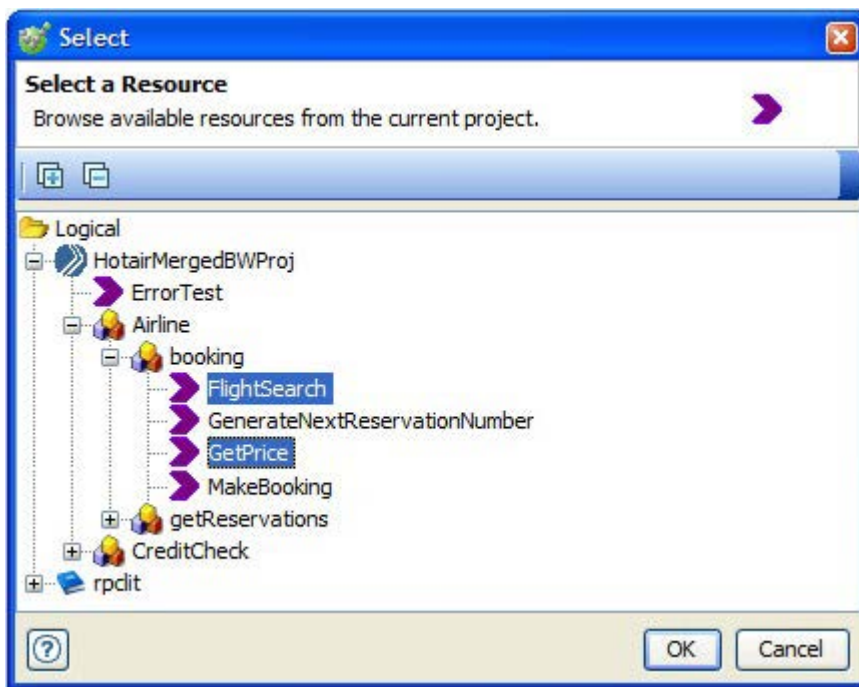 Select
Select a Resource
Browse available resources from the current project.
Logical
HotairMergedBWProj
ErrorTest
Airline
booking
FlightSearch
GenerateNextReservationNumber
GetPrice
MakeBooking
getReservations
CreditCheck
rpclit
?
OK Cancel